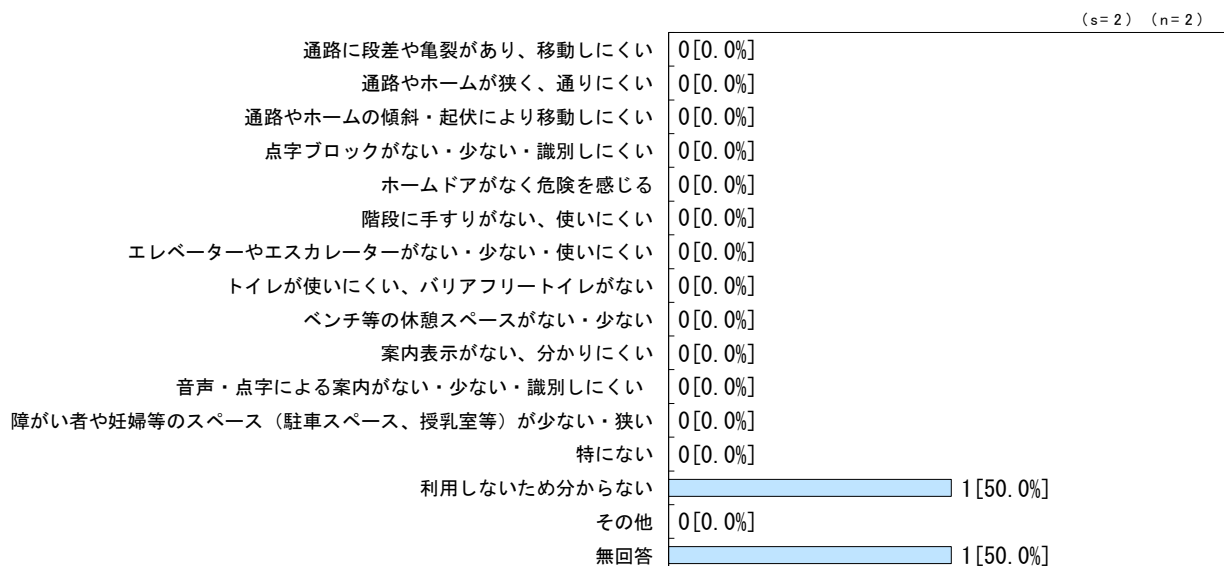 (s=2) (n=2)
通路に段差や亀裂があり、移動しにくい 0[0.0%]
通路やホームが狭く、通りにくい 0[0.0%]
通路やホームの傾斜・起伏により移動しにくい 0[0.0%]
点字ブロックがない・少ない・識別しにくい 0[0.0%]
ホームドアがなく危険を感じる 0[0.0%]
階段に手すりがない、使いにくい 0[0.0%]
エレベーターやエスカレーターがない・少ない・使いにくい 0[0.0%]
トイレが使いにくい、バリアフリートイレがない 0[0.0%]
ベンチ等の休憩スペースがない・少ない 0[0.0%]
案内表示がない、分かりにくい 0[0.0%]
音声・点字による案内がない・少ない・識別しにくい 0[0.0%]
障がい者や妊婦等のスペース（駐車スペース、授乳室等）が少ない・狭い 0[0.0%]
特にない 0[0.0%]
利用しないため分からない 1[50.0%]
その他 0[0.0%]
無回答 1[50.0%]